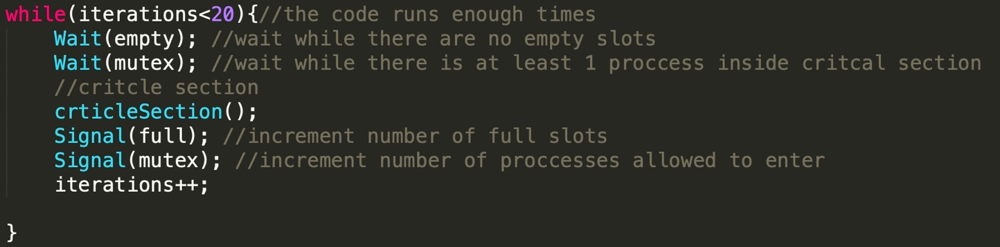 while(iterations<20){//the code runs enough times
    Wait(empty); //wait while there are no empty slots
    Wait(mutex); //wait while there is at least 1 proccess inside critcal section
    //critcle section
    crticleSection();
    Signal(full); //increment number of full slots
    Signal(mutex); //increment number of proccesses allowed to enter
    iterations++;

}